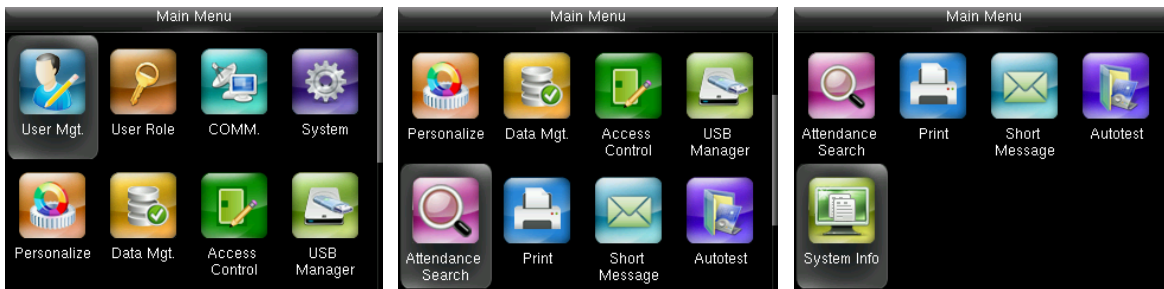 Main Menu
User Mgt. User Role COMM. System
Personalize Data Mgt. Access Control USB Manager
Main Menu
Personalize Data Mgt. Access Control USB Manager
Attendance Search Print Short Message Autotest
Main Menu
Attendance Search Print Short Message Autotest
System Info